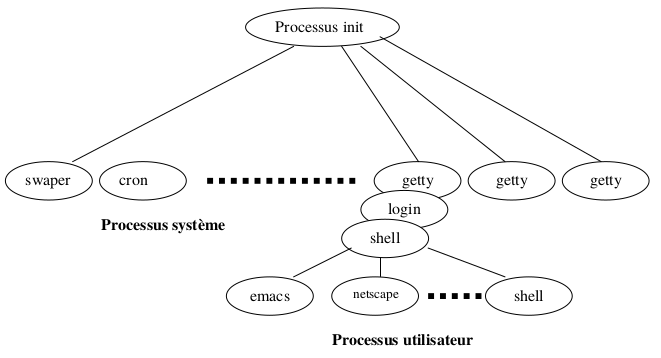 Processus init
swaper
cron
getty
getty
getty
Processus système
login
shell
emacs
netscape
shell
Processus utilisateur